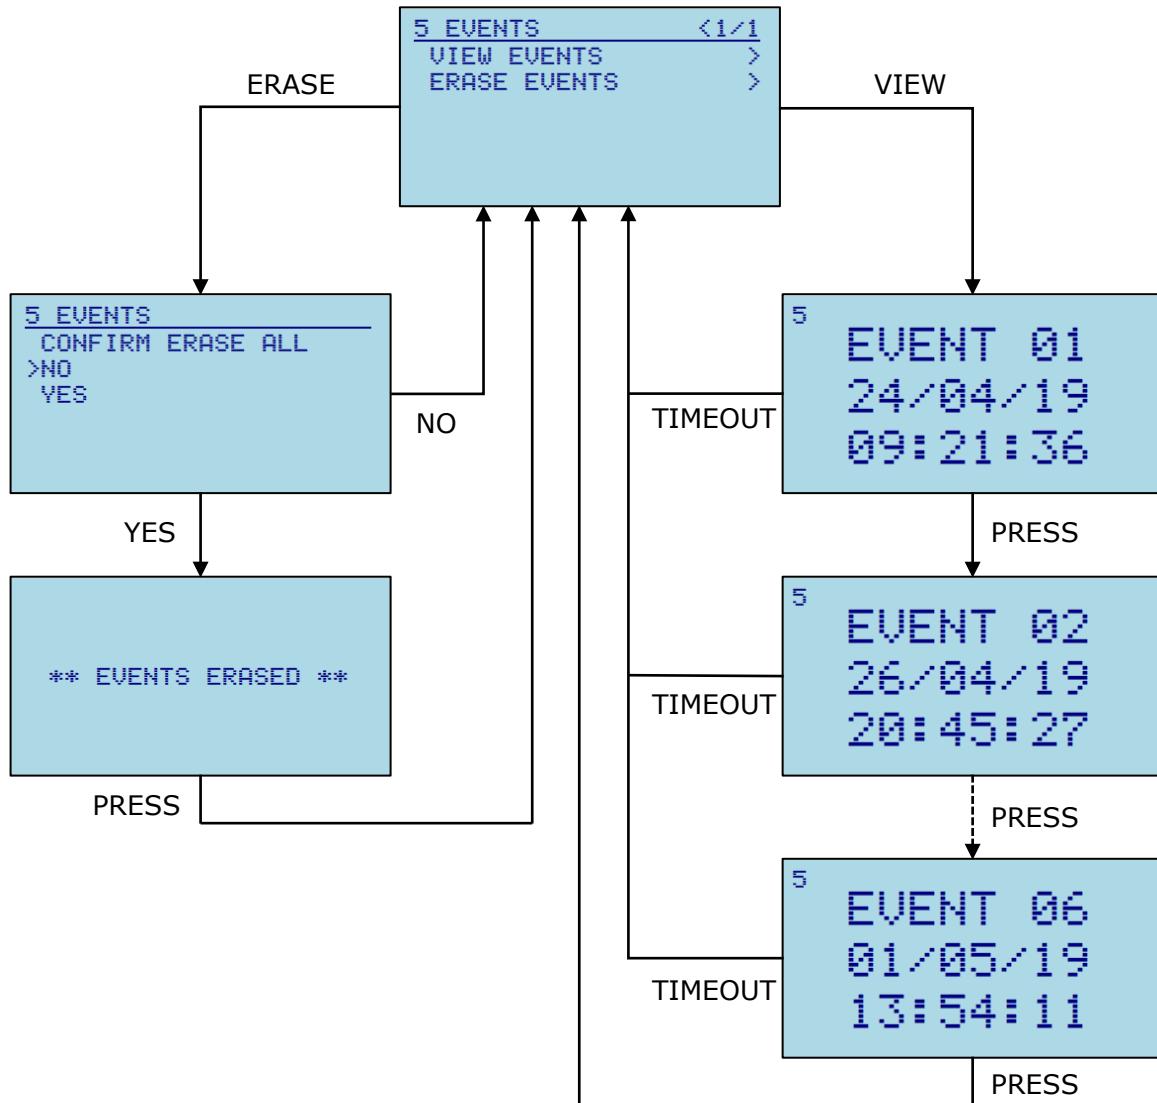 5 EVENTS <1/1
VIEW EVENTS >
ERASE EVENTS >
ERASE
VIEW
5 EVENTS
CONFIRM ERASE ALL
>NO
YES
NO
YES
** EVENTS ERASED **
PRESS
5
EVENT 01
24/04/19
09:21:36
TIMEOUT
PRESS
5
EVENT 02
26/04/19
20:45:27
TIMEOUT
PRESS
5
EVENT 06
01/05/19
13:54:11
TIMEOUT
PRESS